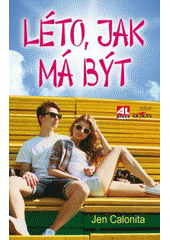 LÉTO, JAK
MÁ BÝT
Jen Calonita